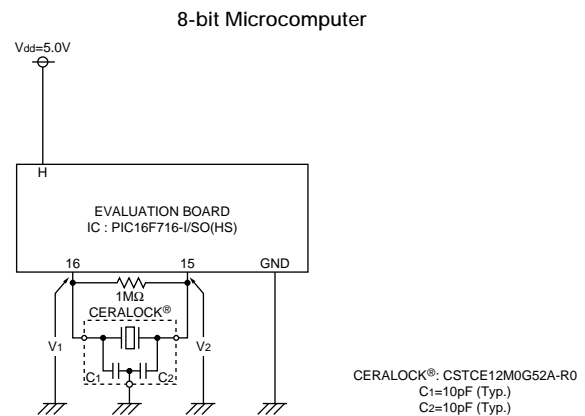 8-bit Microcomputer
Vdd=5.0V
H
EVALUATION BOARD
IC : PIC16F716-I/SO(HS)
16 15 GND
1MΩ
CERALOCK®
V1 V2
C1 C2
CERALOCK®: CSTCE12M0G52A-R0
C1=10pF (Typ.)
C2=10pF (Typ.)